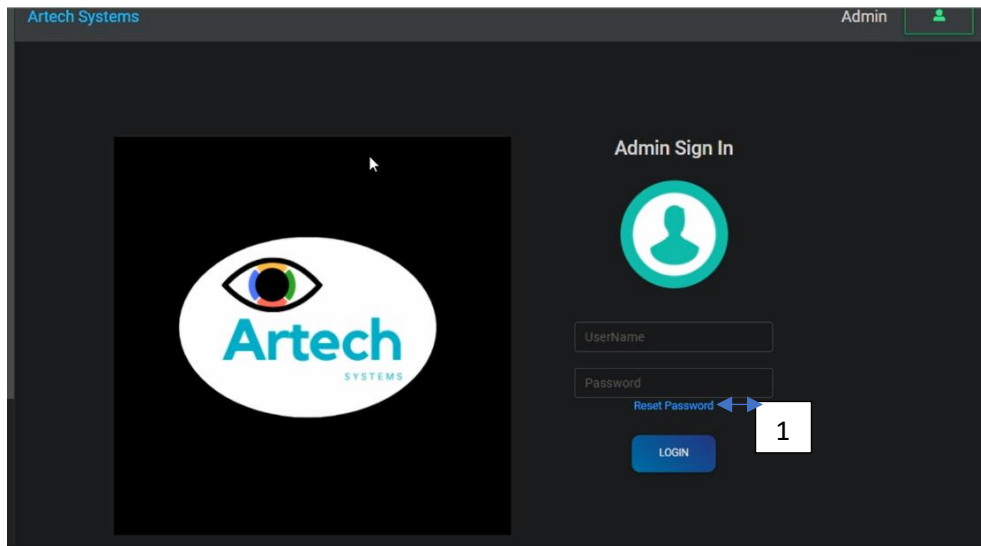 Artech Systems
Admin
Admin Sign In
Artech
SYSTEMS
UserName
Password
Reset Password
1
LOGIN